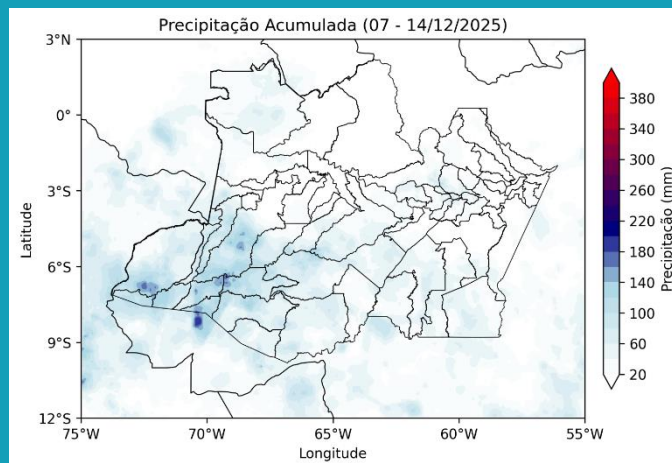 Precipitação Acumulada (07 - 14/12/2025)
3°N
0°
3°S
6°S
9°S
12°S
Latitude
75°W
70°W
65°W
60°W
55°W
Longitude
380
340
300
260
220
180
140
100
60
20
Precipitação (mm)